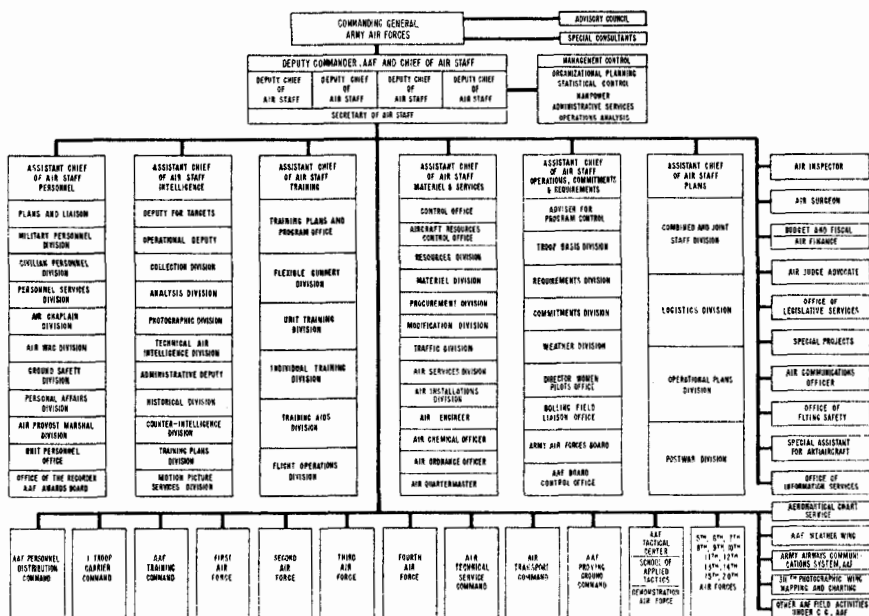 COMMANDING GENERAL
ARMY AIR FORCES
ADVISORY COUNCIL
SPECIAL CONSULTANTS
DEPUTY COMMANDER, AAF AND CHIEF OF AIR STAFF
DEPUTY CHIEF
OF
AIR STAFF
DEPUTY CHIEF
OF
AIR STAFF
DEPUTY CHIEF
OF
AIR STAFF
DEPUTY CHIEF
OF
AIR STAFF
SECRETARY OF AIR STAFF
MANAGEMENT CONTROL
ORGANIZATIONAL PLANNING
STATISTICAL CONTROL
MANPOWER
ADMINISTRATIVE SERVICES
OPERATIONS ANALYSIS
ASSISTANT CHIEF
OF AIR STAFF
PERSONNEL
PLANS AND LIAISON
MILITARY PERSONNEL
DIVISION
CIVILIAN PERSONNEL
DIVISION
PERSONNEL SERVICES
DIVISION
AIR CHAPLAIN
DIVISION
AIR WAC DIVISION
GROUND SAFETY
DIVISION
PERSONAL AFFAIRS
DIVISION
AIR PROVOST MARSHAL
DIVISION
UNIT PERSONNEL
OFFICE
OFFICE OF THE RECORDER
AAF AWARDS BOARD
ASSISTANT CHIEF
OF AIR STAFF
INTELLIGENCE
DEPUTY FOR TARGETS
OPERATIONAL DEPUTY
COLLECTION DIVISION
ANALYSIS DIVISION
PHOTOGRAPHIC DIVISION
TECHNICAL AIR
INTELLIGENCE DIVISION
ADMINISTRATIVE DEPUTY
HISTORICAL DIVISION
COUNTER-INTELLIGENCE
DIVISION
TRAINING PLANS
DIVISION
MOTION PICTURE
SERVICES DIVISION
ASSISTANT CHIEF
OF AIR STAFF
TRAINING
TRAINING PLANS AND
PROGRAM OFFICE
FLEXIBLE GUNNERY
DIVISION
UNIT TRAINING
DIVISION
INDIVIDUAL TRAINING
DIVISION
TRAINING AIDS
DIVISION
FLIGHT OPERATIONS
DIVISION
ASSISTANT CHIEF
OF AIR STAFF
MATERIEL & SERVICES
CONTROL OFFICE
AIRCRAFT RESOURCES
CONTROL OFFICE
RESOURCES DIVISION
MATERIEL DIVISION
PROCUREMENT DIVISION
MODIFICATION DIVISION
TRAFFIC DIVISION
AIR SERVICES DIVISION
AIR INSTALLATIONS
DIVISION
AIR ENGINEER
AIR CHEMICAL OFFICER
AIR ORDNANCE OFFICER
AIR QUARTERMASTER
ASSISTANT CHIEF
OF AIR STAFF
OPERATIONS, COMMITMENTS
& REQUIREMENTS
ADVISER FOR
PROGRAM CONTROL
TROOP BASIS DIVISION
REQUIREMENTS DIVISION
COMMITMENTS DIVISION
WEATHER DIVISION
DIRECTOR WOMEN
PILOTS OFFICE
BOLLING FIELD
LIAISON OFFICE
ARMY AIR FORCES BOARD
AAF BOARD
CONTROL OFFICE
ASSISTANT CHIEF
OF AIR STAFF
PLANS
COMBINED AND JOINT
STAFF DIVISION
LOGISTICS DIVISION
OPERATIONAL PLANS
DIVISION
POSTWAR DIVISION
AIR INSPECTOR
AIR SURGEON
BUDGET AND FISCAL
AIR FINANCE
AIR JUDGE ADVOCATE
OFFICE OF
LEGISLATIVE SERVICES
SPECIAL PROJECTS
AIR COMMUNICATIONS
OFFICER
OFFICE OF
FLYING SAFETY
SPECIAL ASSISTANT
FOR ANTIAIRCRAFT
OFFICE OF
INFORMATION SERVICES
AERONAUTICAL CHART
SERVICE
AAF WEATHER WING
ARMY AIRWAYS COMMUNI-
CATIONS SYSTEM, AAF
PHOTOGRAPHIC WING
MAPPING AND CHARTING
OTHER AAF FIELD ACTIVITIES
UNDER C G, AAF
AAF PERSONNEL
DISTRIBUTION
COMMAND
I TROOP
CARRIER
COMMAND
AAF
TRAINING
COMMAND
FIRST
AIR
FORCE
SECOND
AIR
FORCE
THIRD
AIR
FORCE
FOURTH
AIR
FORCE
AIR
TECHNICAL
SERVICE COMMAND
AIR
TRANSPORT
COMMAND
AAF
PROVING
GROUND
COMMAND
AAF
TACTICAL
CENTER
SCHOOL OF
APPLIED
TACTICS
DEMONSTRATION
AIR FORCE
5TH, 6TH, 7TH
8TH, 9TH, 10TH
11TH, 12TH
13TH, 14TH
15TH, 20TH
AIR FORCES